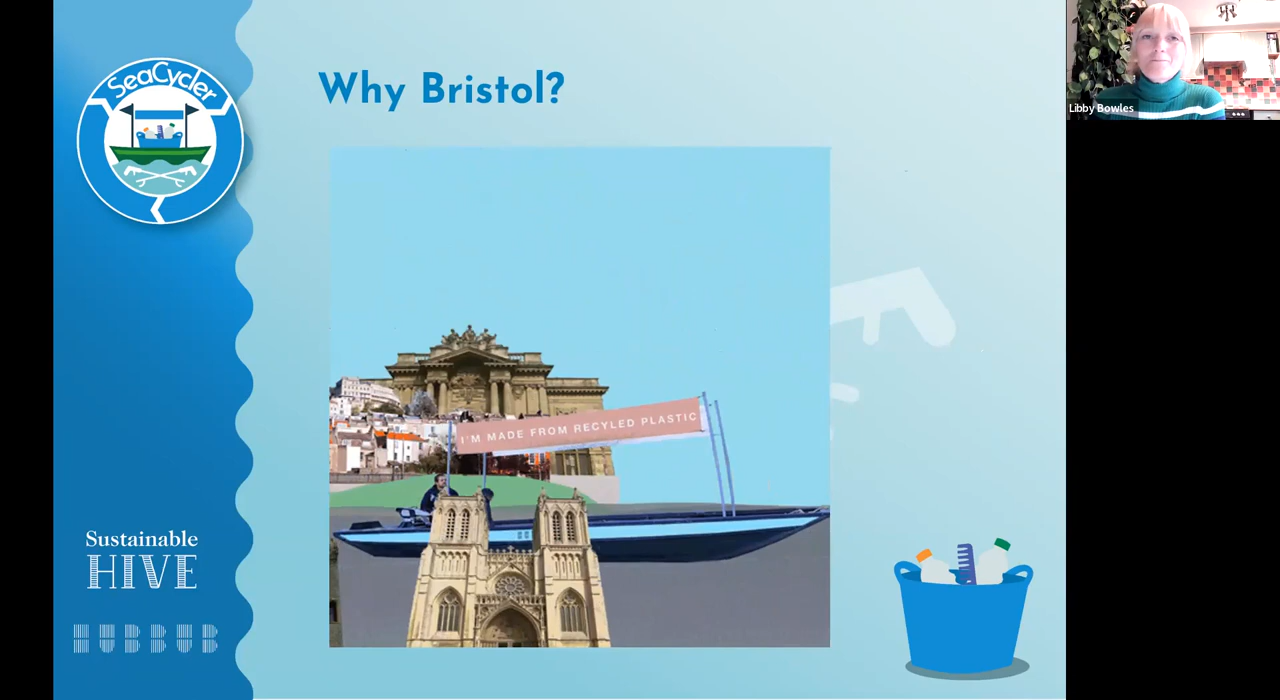 SeaCycler
Why Bristol?
Libby Bowles
I'M MADE FROM RECYLED PLASTIC
Sustainable
HIVE
HUBBUB